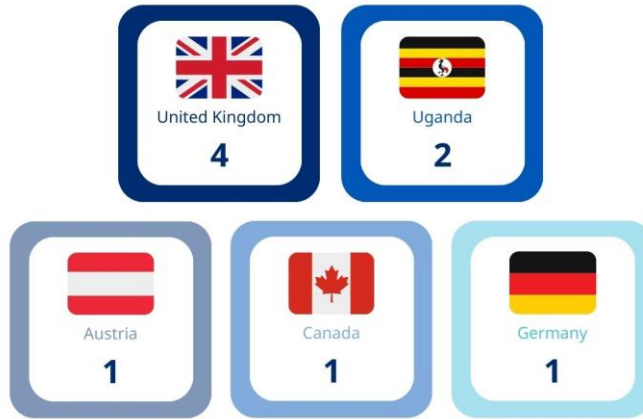 United Kingdom
4
Uganda
2
Austria
1
Canada
1
Germany
1